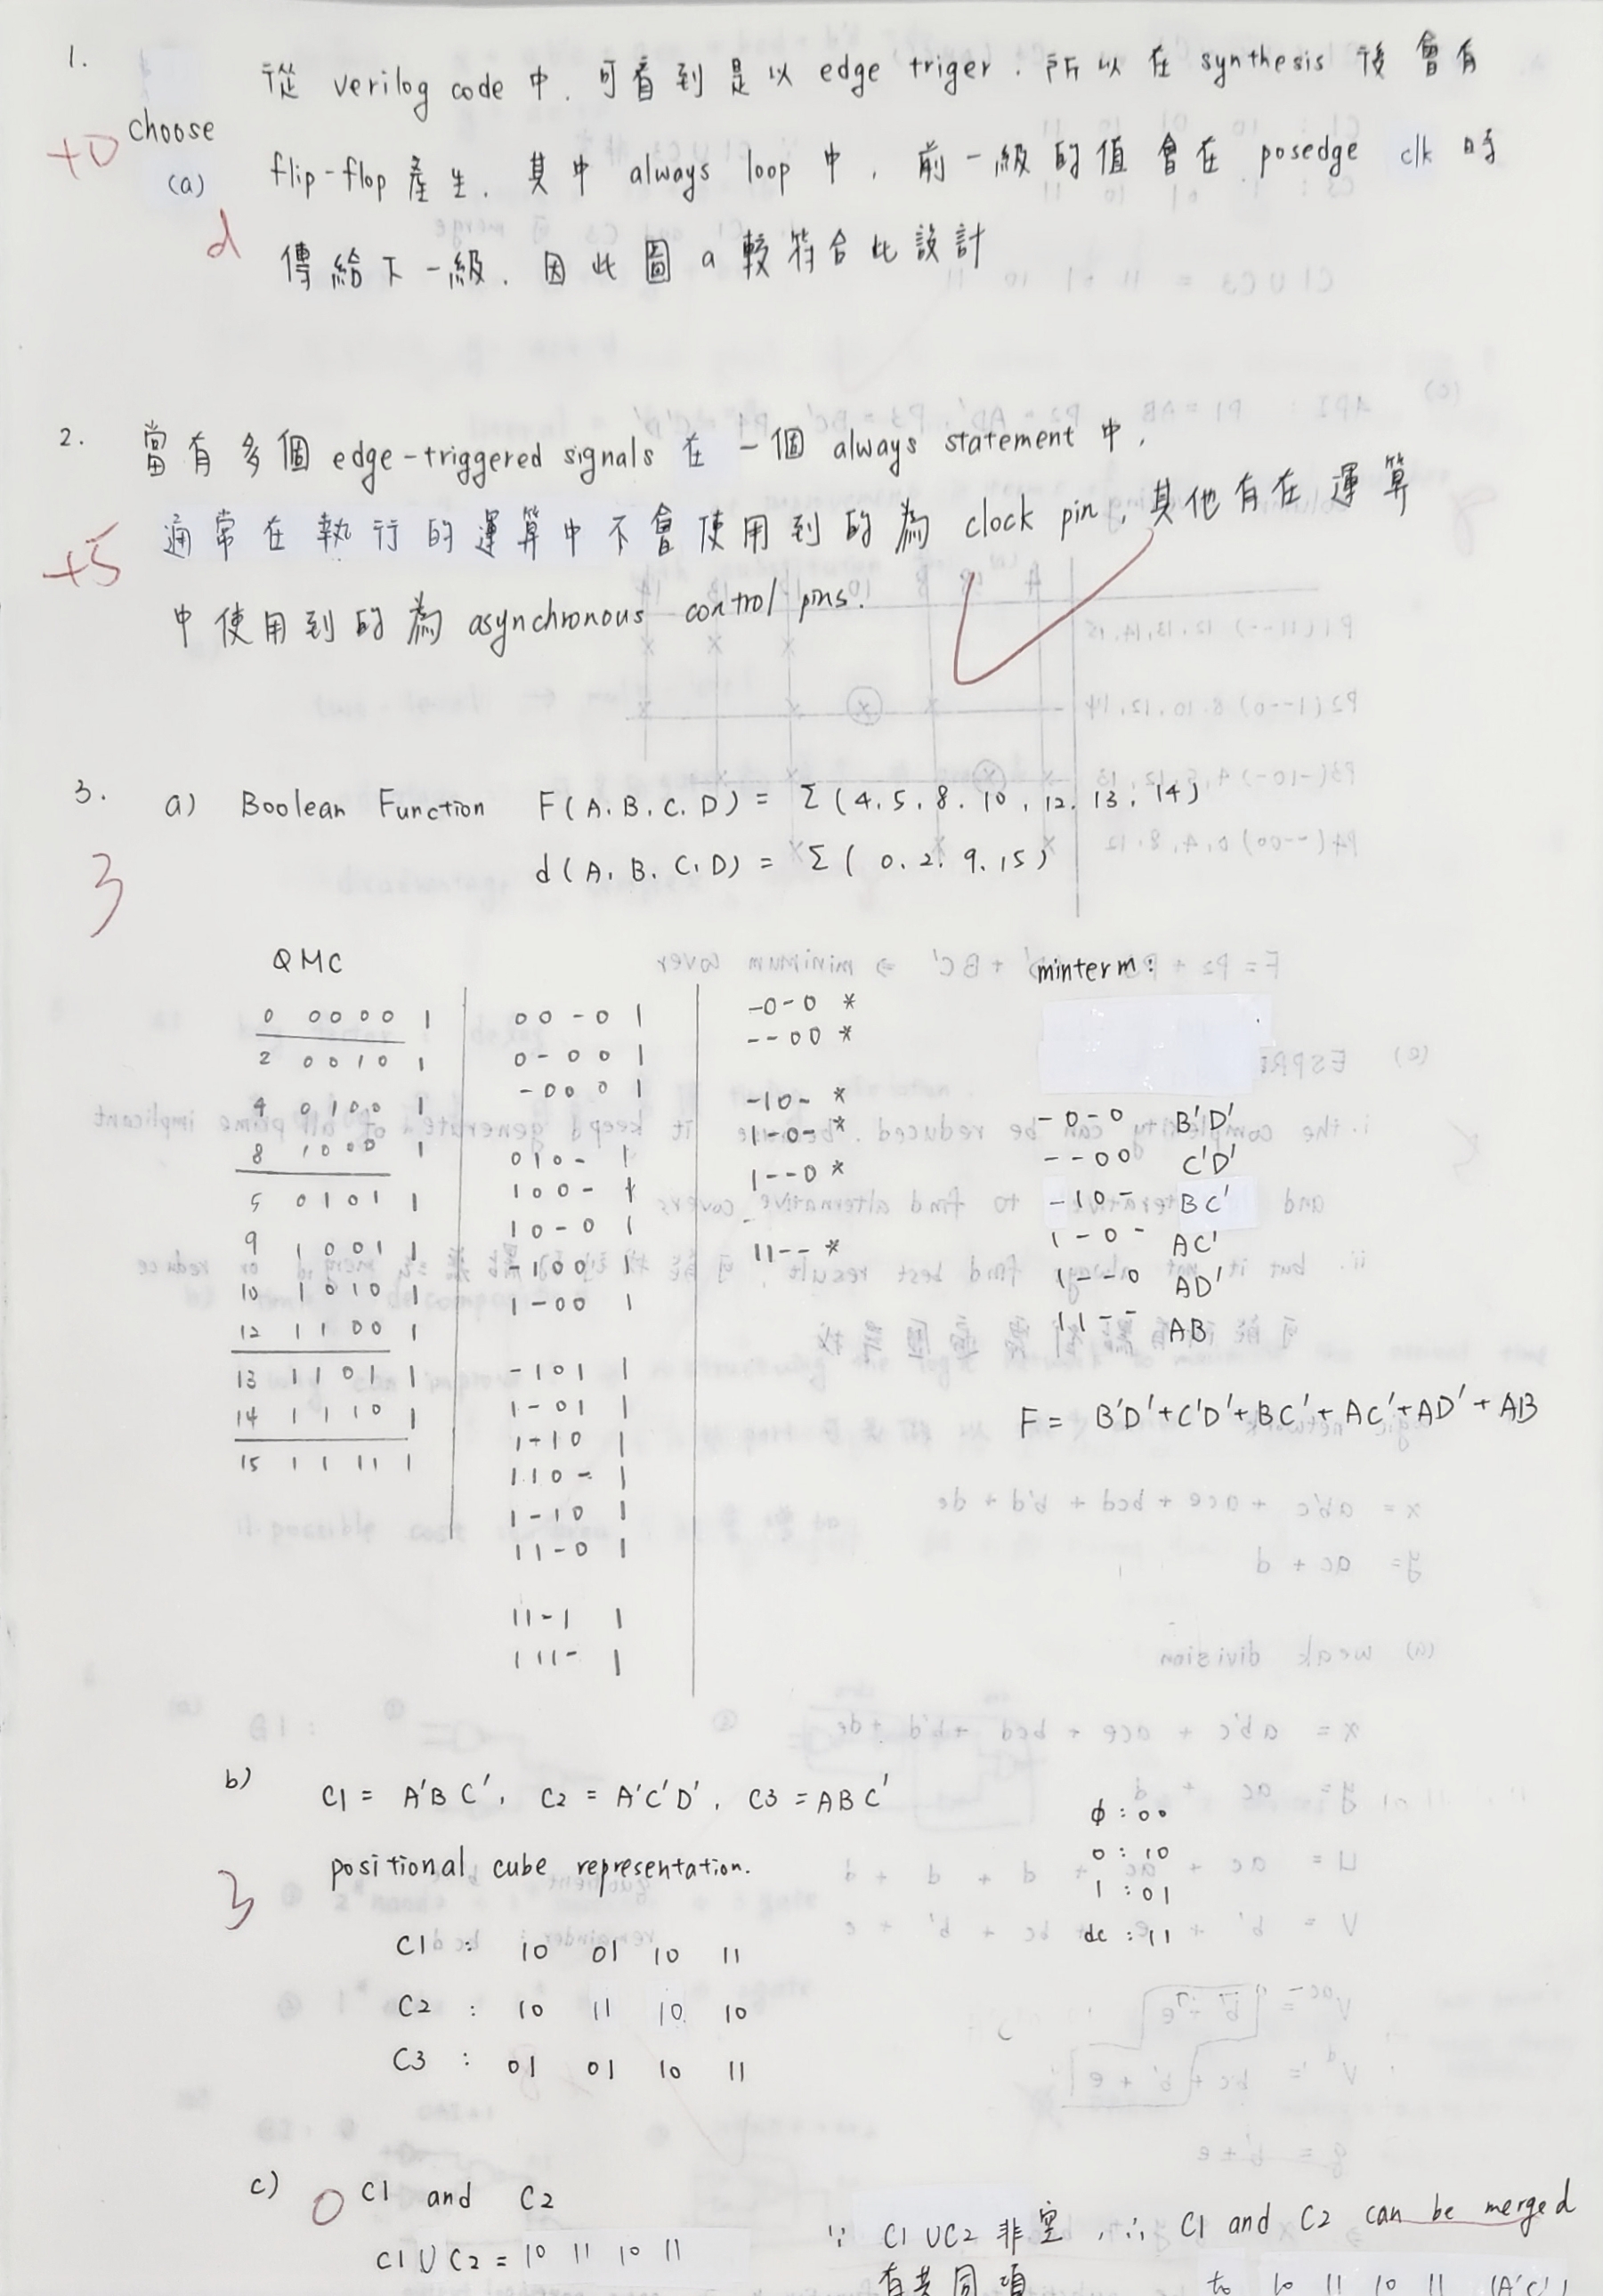 1.
從 verilog code 中, 可看到是以 edge triger, 所以在 synthesis 後會有
+0 choose (a) d
flip-flop 產生, 其中 always loop 中, 前一級的值會在 posedge clk 時
傳給下一級, 因此圖 a 較符合此設計
2. 當有多個 edge-triggered signals 在一個 always statement 中,
+5 通常在執行的運算中不會使用到的為 clock pin, 其他有在運算
中使用到的為 asynchronous control pins.
3. a) Boolean Function F(A.B.C.D) = Σ(4.5.8.10.12.13.14)
3
d(A.B.C.D) = Σ(0.2.9.15)
QMC
0 0000 1
2 0010 1
4 0100 1
8 1000 1
5 0101 1
9 1001 1
10 1010 1
12 1100 1
13 1101 1
14 1110 1
15 1111 1
00-0 1
0-00 1
-000 1
010- 1
100- 1
10-0 1
-100 1
1-00 1
-101 1
1-01 1
1-10 1
110- 1
1-10 1
11-0 1
11-1 1
111- 1
-0-0 *
--00 *
-10- *
1-0- *
1--0 *
11-- *
minterm:
-0-0 B'D'
--00 C'D'
-10- BC'
1-0- AC'
1--0 AD'
11-- AB
F = B'D'+C'D'+BC'+AC'+AD'+AB
b) C1 = A'BC', C2 = A'C'D', C3 = ABC'
3
positional cube representation.
C1 : 10 01 10 11
C2 : 10 11 10 10
C3 : 01 01 10 11
ϕ : 00
0 : 10
1 : 01
dc : 11
c) 0 C1 and C2
C1∪C2 = 10 11 10 11
∵ C1∪C2 非空, ∴ C1 and C2 can be merged
有共同項 to 10 11 10 11 (A'C')